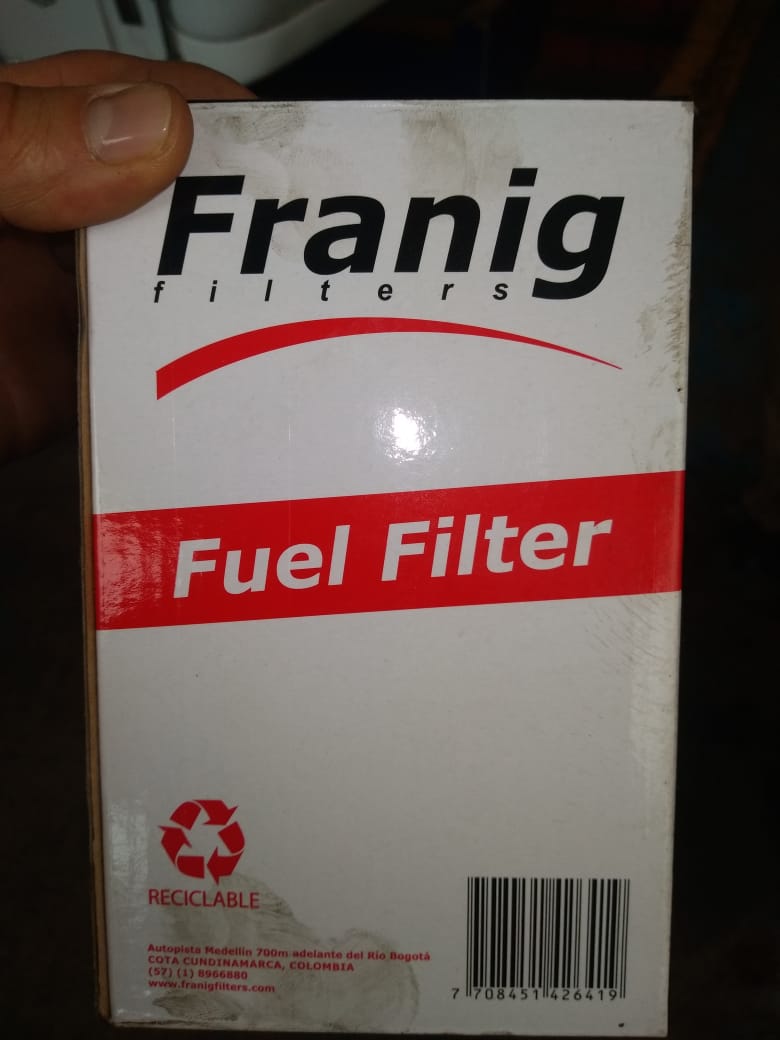 Franig
filters
Fuel Filter
RECICLABLE
Autopista Medellin 700m adelante del Río Bogotá
COTA CUNDINAMARCA, COLOMBIA
(57) (1) 8966880
www.franigfilters.com
7 708451 426419